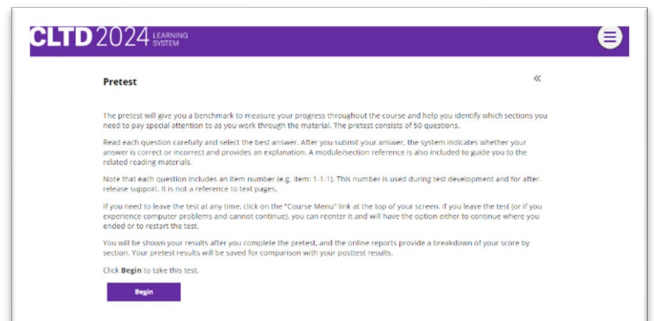 CLTD 2024 LEARNING
SYSTEM
Pretest
The pretest will give you a benchmark to measure your progress throughout the course and help you identify which sections you
need to pay special attention to as you work through the material. The pretest consists of 50 questions.
Read each question carefully and select the best answer. After you submit your answer, the system indicates whether your
answer is correct or incorrect and provides an explanation. A module/section reference is also included to guide you to the
related reading materials.
Note that each question includes an item number (e.g. Item: 1-1-1). This number is used during test development and for after-
release support. It is not a reference to text pages.
If you need to leave the test at any time, click on the "Course Menu" link at the top of your screen. If you leave the test (or if you
experience computer problems and cannot continue), you can reenter it and will have the option either to continue where you
ended or to restart the test.
You will be shown your results after you complete the pretest, and the online reports provide a breakdown of your score by
section. Your pretest results will be saved for comparison with your posttest results.
Click Begin to take this test.
Begin